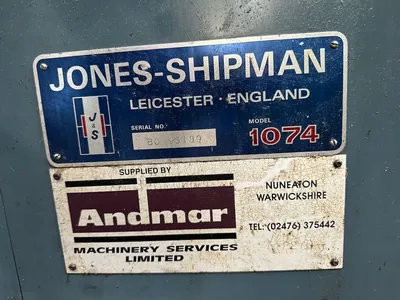 JONES-SHIPMAN
LEICESTER · ENGLAND
J
&
S
SERIAL NO.
MODEL
1074
SUPPLIED BY
Andmar
MACHINERY SERVICES
LIMITED
NUNEATON
WARWICKSHIRE
TEL: (02476) 375442